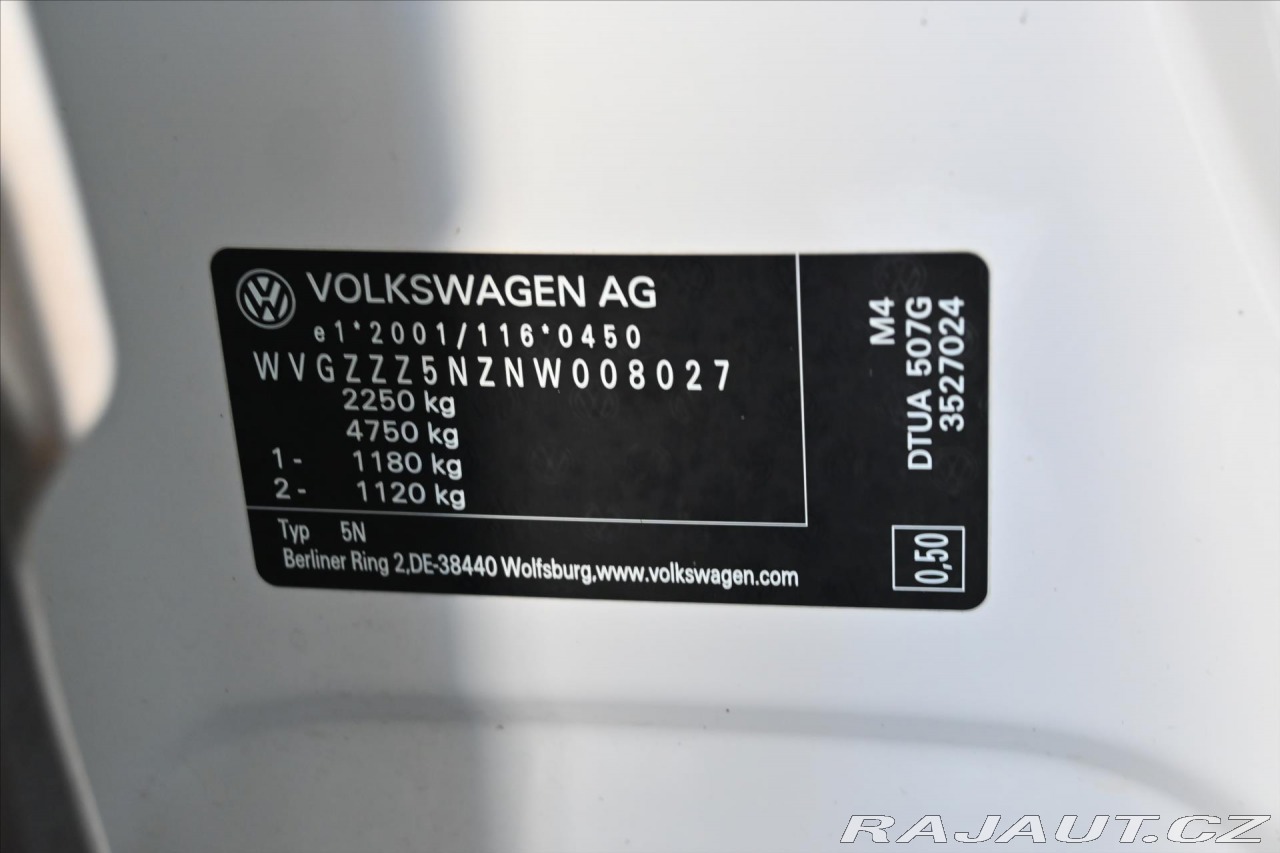 VOLKSWAGEN AG
e1*2001/116*0450
WVGZZZ5NZNW008027
2250 kg
4750 kg
1- 1180 kg
2- 1120 kg
Typ 5N
Berliner Ring 2,DE-38440 Wolfsburg,www.volkswagen.com
M4
DTUA 507G
3527024
0,50
RAJAUT.CZ